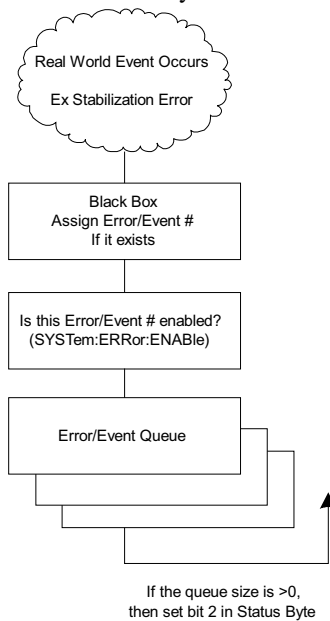 Real World Event Occurs
Ex Stabilization Error
Black Box
Assign Error/Event #
If it exists
Is this Error/Event # enabled?
(SYSTem:ERRor:ENABle)
Error/Event Queue
If the queue size is >0,
then set bit 2 in Status Byte